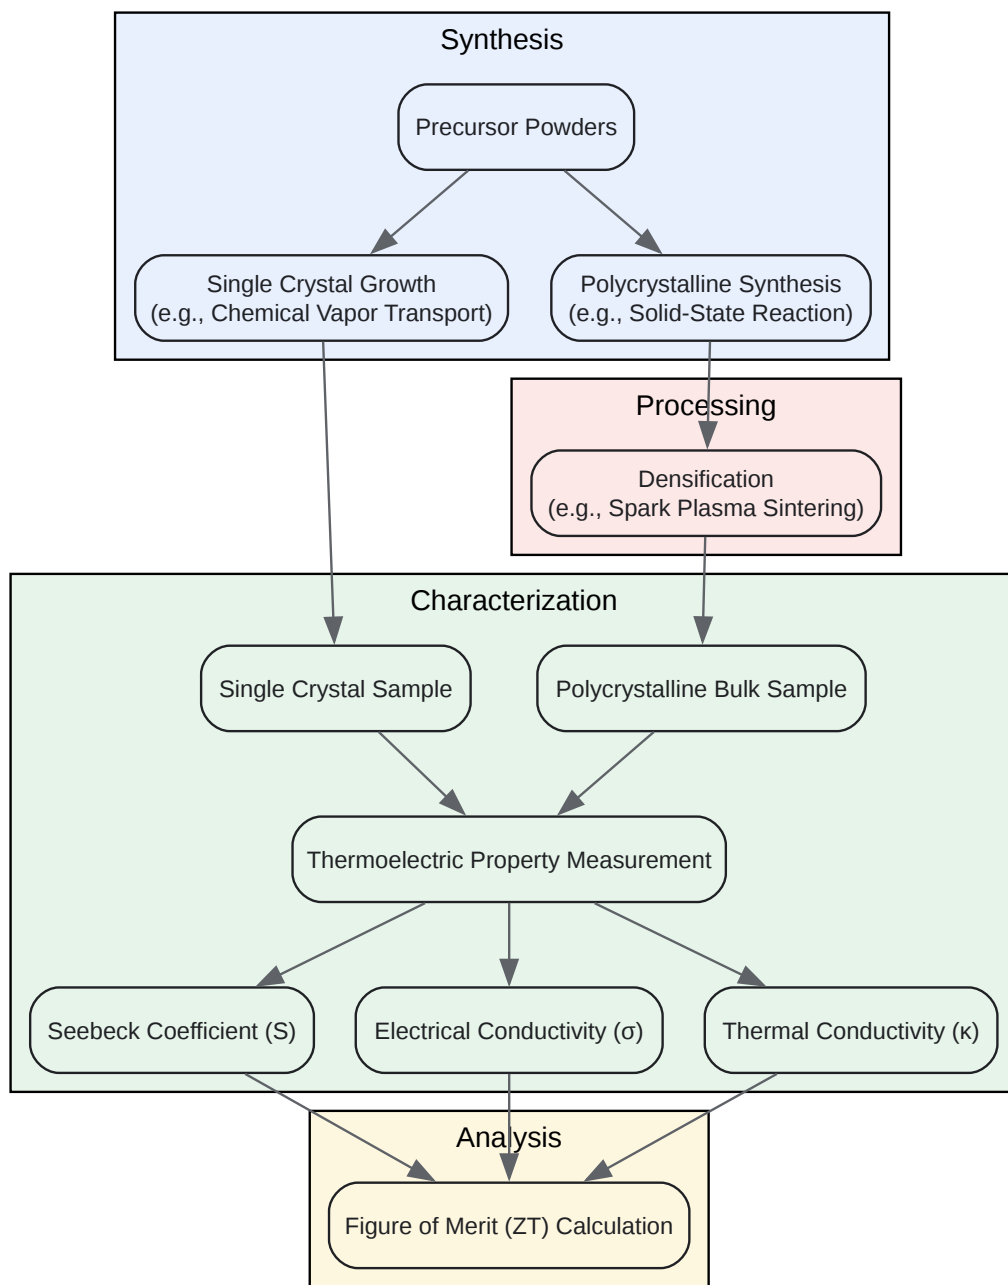 Synthesis
Precursor Powders
Single Crystal Growth
(e.g., Chemical Vapor Transport)
Polycrystalline Synthesis
(e.g., Solid-State Reaction)
Processing
Densification
(e.g., Spark Plasma Sintering)
Characterization
Single Crystal Sample
Polycrystalline Bulk Sample
Thermoelectric Property Measurement
Seebeck Coefficient (S)
Electrical Conductivity (σ)
Thermal Conductivity (κ)
Analysis
Figure of Merit (ZT) Calculation